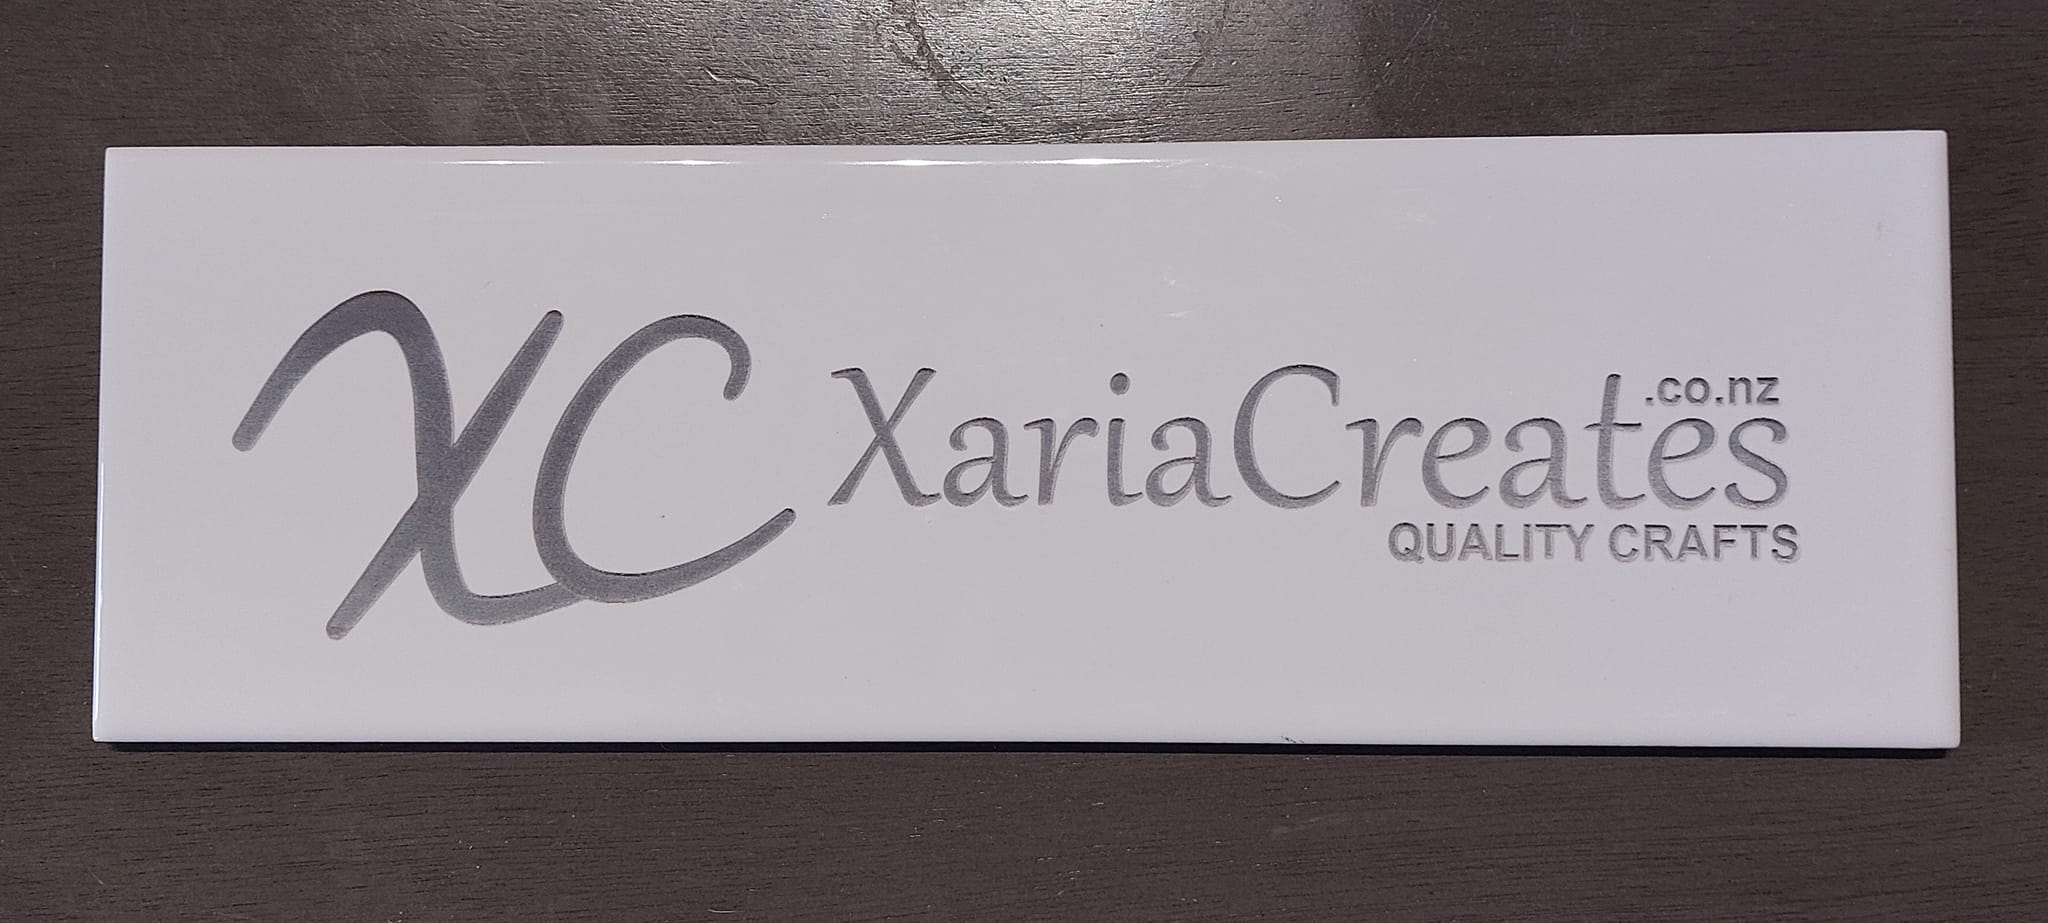 XC
XariaCreates
.co.nz
QUALITY CRAFTS